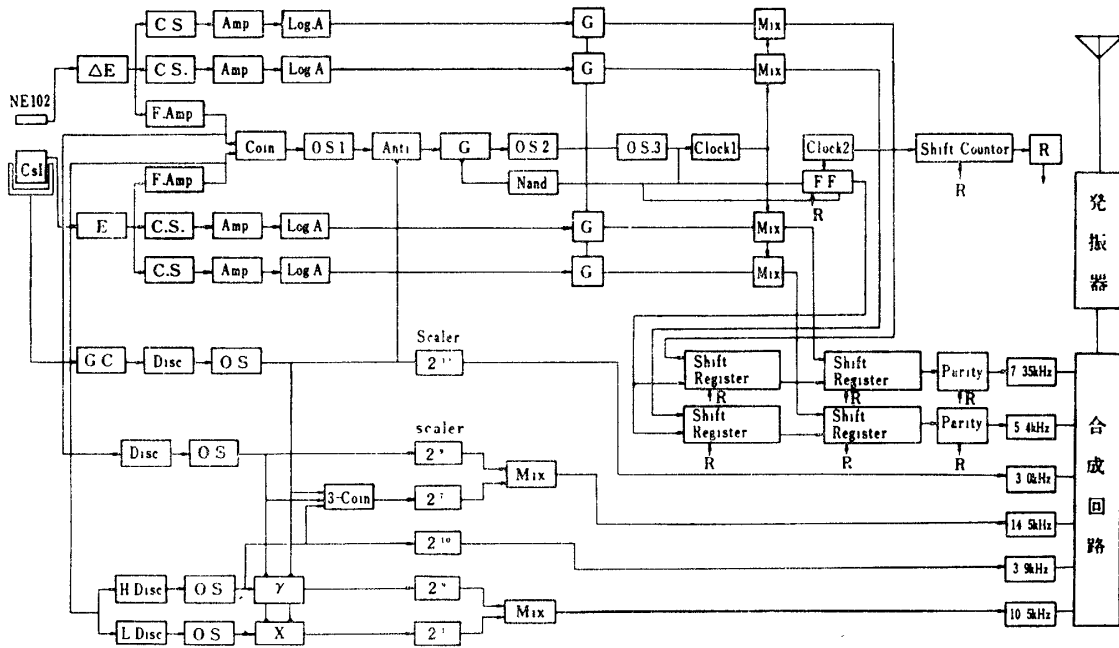 C S
Amp
Log.A
G
Mix
ΔE
C S.
Amp
Log A
G
Mix
NE102
F.Amp
Coin
O S 1
Anti
G
O S 2
O S.3
Clock1
Clock2
Shift Countor
R
CsI
F.Amp
Nand
F F
R
R
E
C.S.
Amp
Log A
G
Mix
C.S
Amp
Log A
G
Mix
発振器
G C
Disc
O S
Scaler
Shift Register
Shift Register
Purity
7 35kHz
R
R
R
scaler
Shift Register
Shift Register
Parity
5 4kHz
R
R
R
Disc
O S
Mix
3 0kHz
3-Coin
14 5kHz
2¹⁰
3 9kHz
H Disc
O S
γ
Mix
10 5kHz
L Disc
O S
X
合成回路